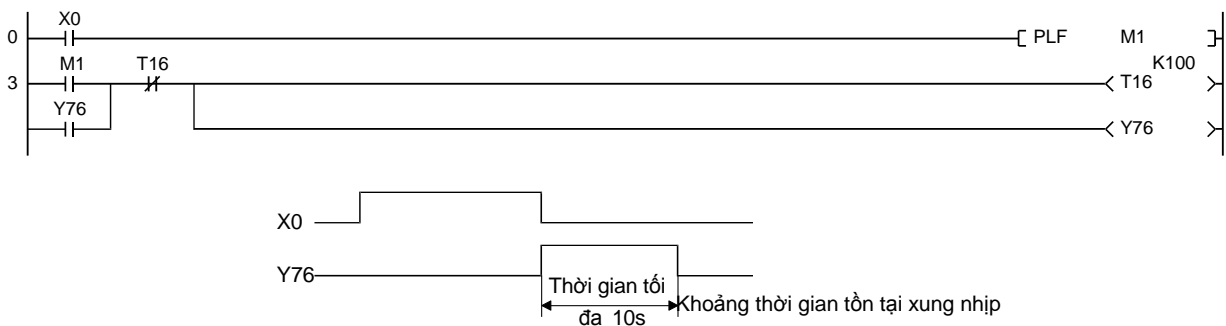 X0
0 PLF M1
M1 T16 K100
3 T16
Y76
Y76
X0
Y76
Thời gian tối
đa 10s
Khoảng thời gian tồn tại xung nhịp